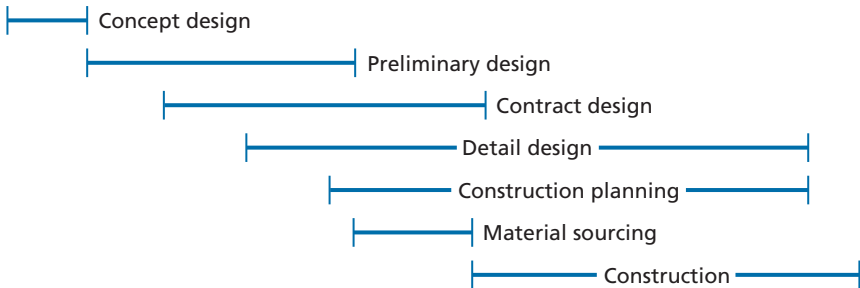 Concept design
Preliminary design
Contract design
Detail design
Construction planning
Material sourcing
Construction